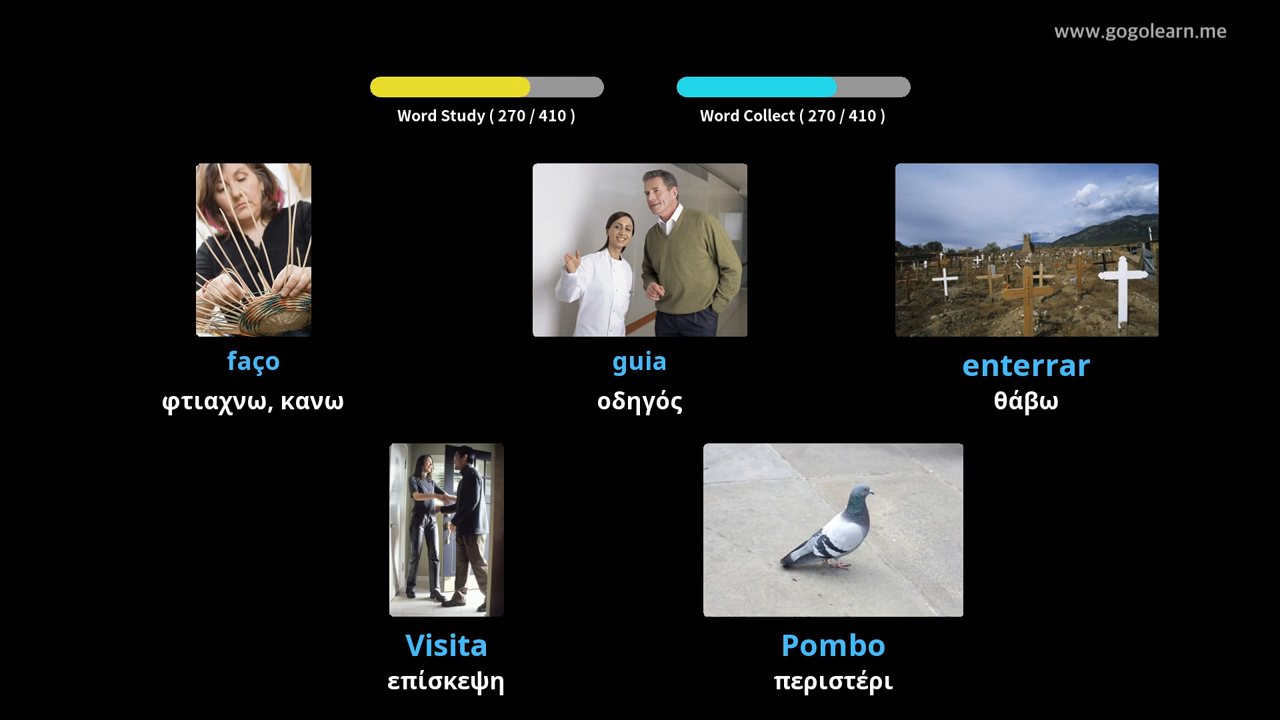 www.gogolearn.me
Word Study ( 270 / 410 )
Word Collect ( 270 / 410 )
faço
guia
enterrar
φτιαχνω, κανω
οδηγός
θάβω
Visita
Pombo
επίσκεψη
περιστέρι